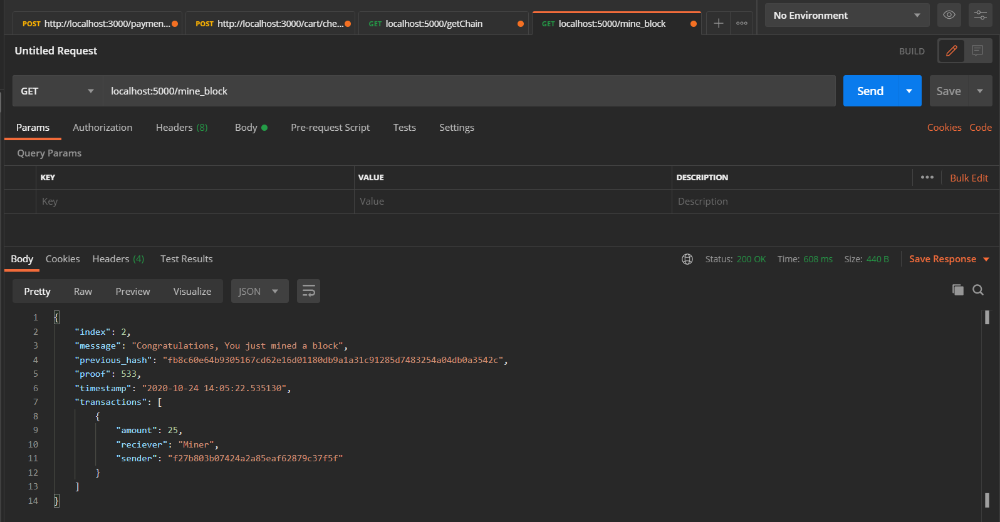 POST http://localhost:3000/paymen... POST http://localhost:3000/cart/che... GET localhost:5000/getChain GET localhost:5000/mine_block No Environment
Untitled Request BUILD
GET localhost:5000/mine_block Send Save
Params Authorization Headers (8) Body Pre-request Script Tests Settings Cookies Code
Query Params
KEY VALUE DESCRIPTION Bulk Edit
Key Value Description
Body Cookies Headers (4) Test Results Status: 200 OK Time: 608 ms Size: 440 B Save Response
Pretty Raw Preview Visualize JSON
1 {
2 "index": 2,
3 "message": "Congratulations, You just mined a block",
4 "previous_hash": "fb8c60e64b9305167cd62e16d01180db9a1a31c91285d7483254a04db0a3542c",
5 "proof": 533,
6 "timestamp": "2020-10-24 14:05:22.535130",
7 "transactions": [
8 {
9 "amount": 25,
10 "reciever": "Miner",
11 "sender": "f27b803b07424a2a85eaf62879c37f5f"
12 }
13 ]
14 }